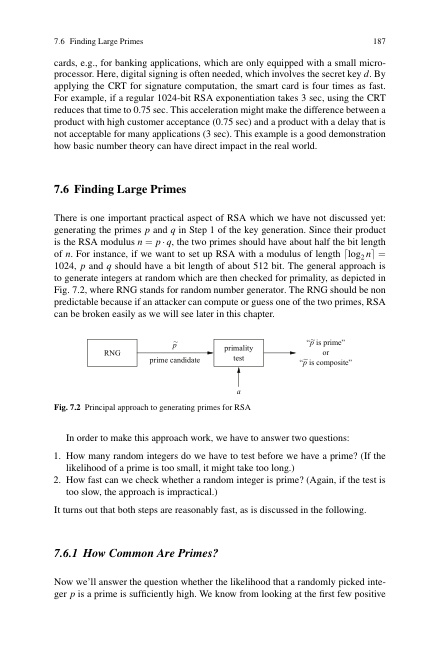 7.6 Finding Large Primes 187
cards, e.g., for banking applications, which are only equipped with a small micro-
processor. Here, digital signing is often needed, which involves the secret key d. By
applying the CRT for signature computation, the smart card is four times as fast.
For example, if a regular 1024-bit RSA exponentiation takes 3 sec, using the CRT
reduces that time to 0.75 sec. This acceleration might make the difference between a
product with high customer acceptance (0.75 sec) and a product with a delay that is
not acceptable for many applications (3 sec). This example is a good demonstration
how basic number theory can have direct impact in the real world.
7.6 Finding Large Primes
There is one important practical aspect of RSA which we have not discussed yet:
generating the primes p and q in Step 1 of the key generation. Since their product
is the RSA modulus n = p · q, the two primes should have about half the bit length
of n. For instance, if we want to set up RSA with a modulus of length ⌈log₂ n⌉ =
1024, p and q should have a bit length of about 512 bit. The general approach is
to generate integers at random which are then checked for primality, as depicted in
Fig. 7.2, where RNG stands for random number generator. The RNG should be non
predictable because if an attacker can compute or guess one of the two primes, RSA
can be broken easily as we will see later in this chapter.
RNG
p̃
prime candidate
primality
test
a
“p̃ is prime”
or
“p̃ is composite”
Fig. 7.2 Principal approach to generating primes for RSA
In order to make this approach work, we have to answer two questions:
1. How many random integers do we have to test before we have a prime? (If the
likelihood of a prime is too small, it might take too long.)
2. How fast can we check whether a random integer is prime? (Again, if the test is
too slow, the approach is impractical.)
It turns out that both steps are reasonably fast, as is discussed in the following.
7.6.1 How Common Are Primes?
Now we’ll answer the question whether the likelihood that a randomly picked inte-
ger p is a prime is sufficiently high. We know from looking at the first few positive